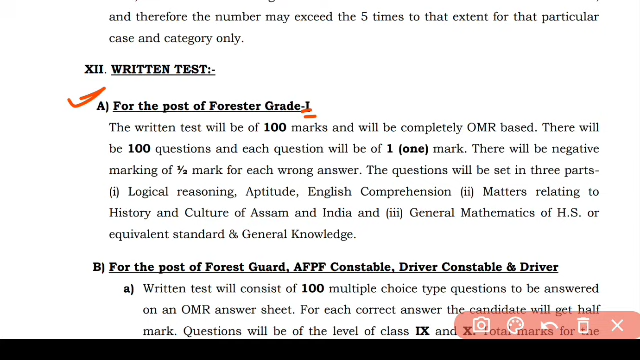 and therefore the number may exceed the 5 times to that extent for that particular
case and category only.
XII. WRITTEN TEST:-
A) For the post of Forester Grade-I
The written test will be of 100 marks and will be completely OMR based. There will
be 100 questions and each question will be of 1 (one) mark. There will be negative
marking of ½ mark for each wrong answer. The questions will be set in three parts-
(i) Logical reasoning, Aptitude, English Comprehension (ii) Matters relating to
History and Culture of Assam and India and (iii) General Mathematics of H.S. or
equivalent standard & General Knowledge.
B) For the post of Forest Guard, AFPF Constable, Driver Constable & Driver
a) Written test will consist of 100 multiple choice type questions to be answered
on an OMR answer sheet. For each correct answer the candidate will get half
mark. Questions will be of the level of class IX and X. Total marks for the